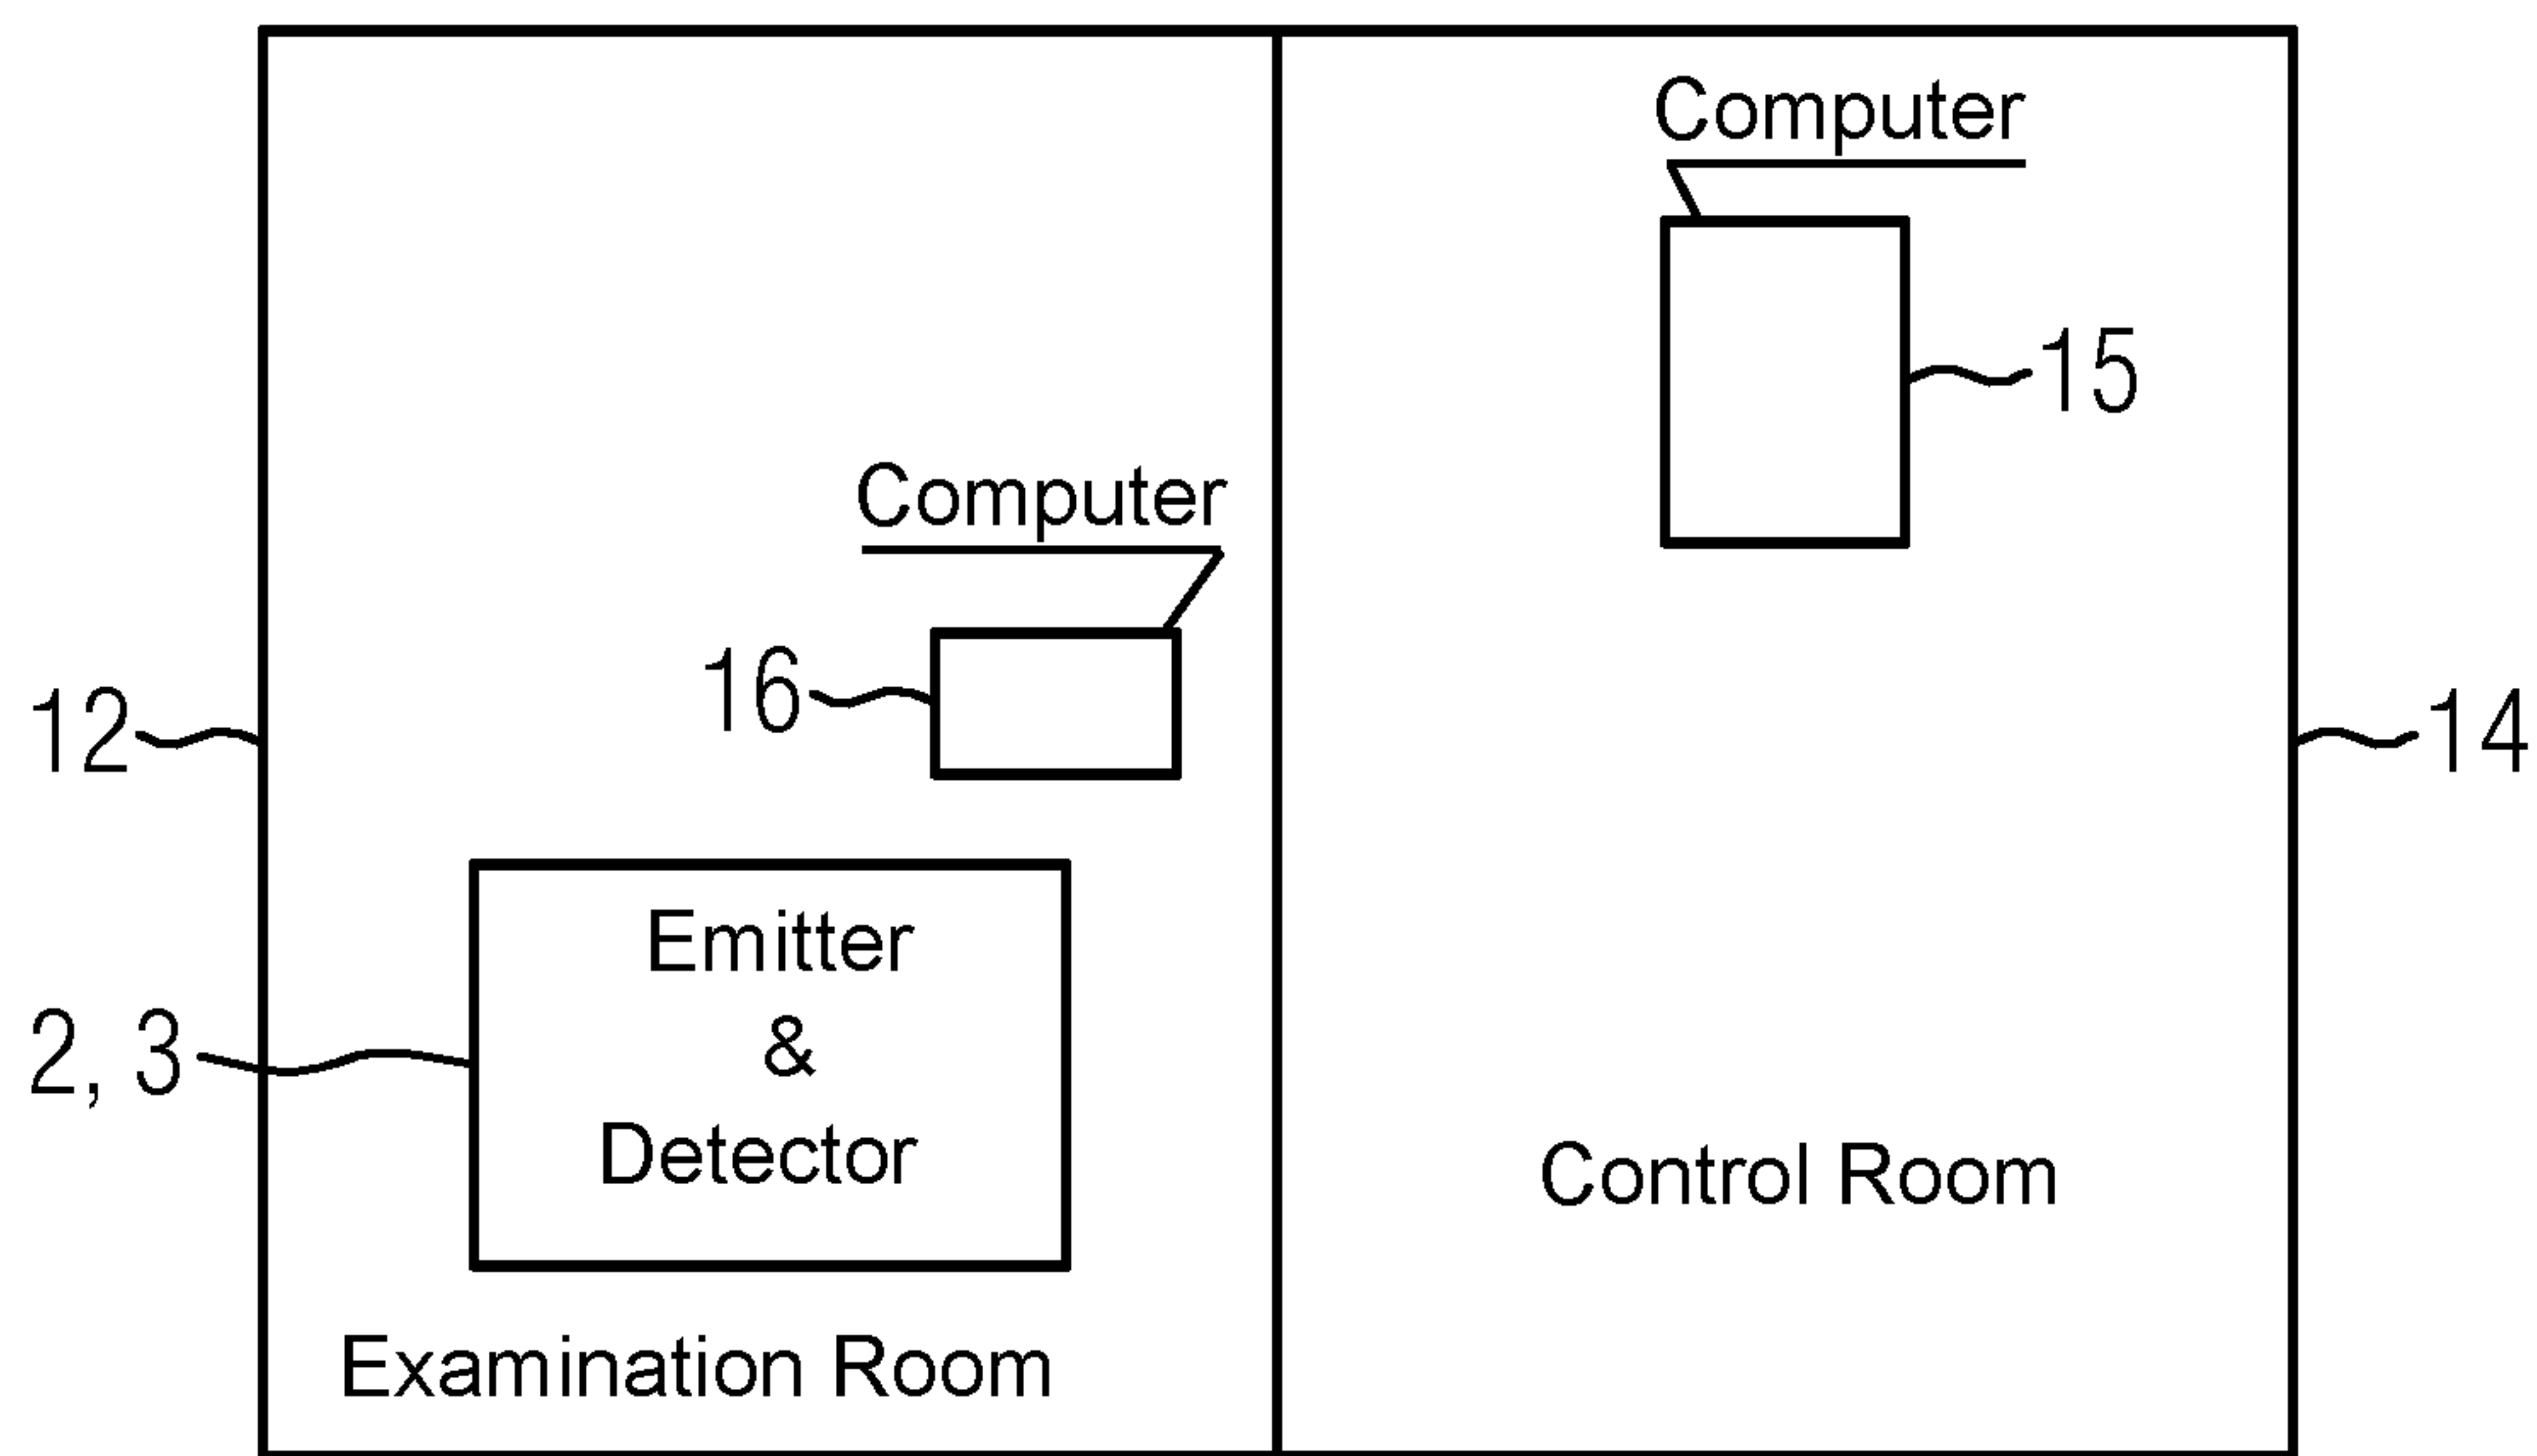 Computer
15
Computer
16
12
14
2, 3
Emitter
&
Detector
Control Room
Examination Room